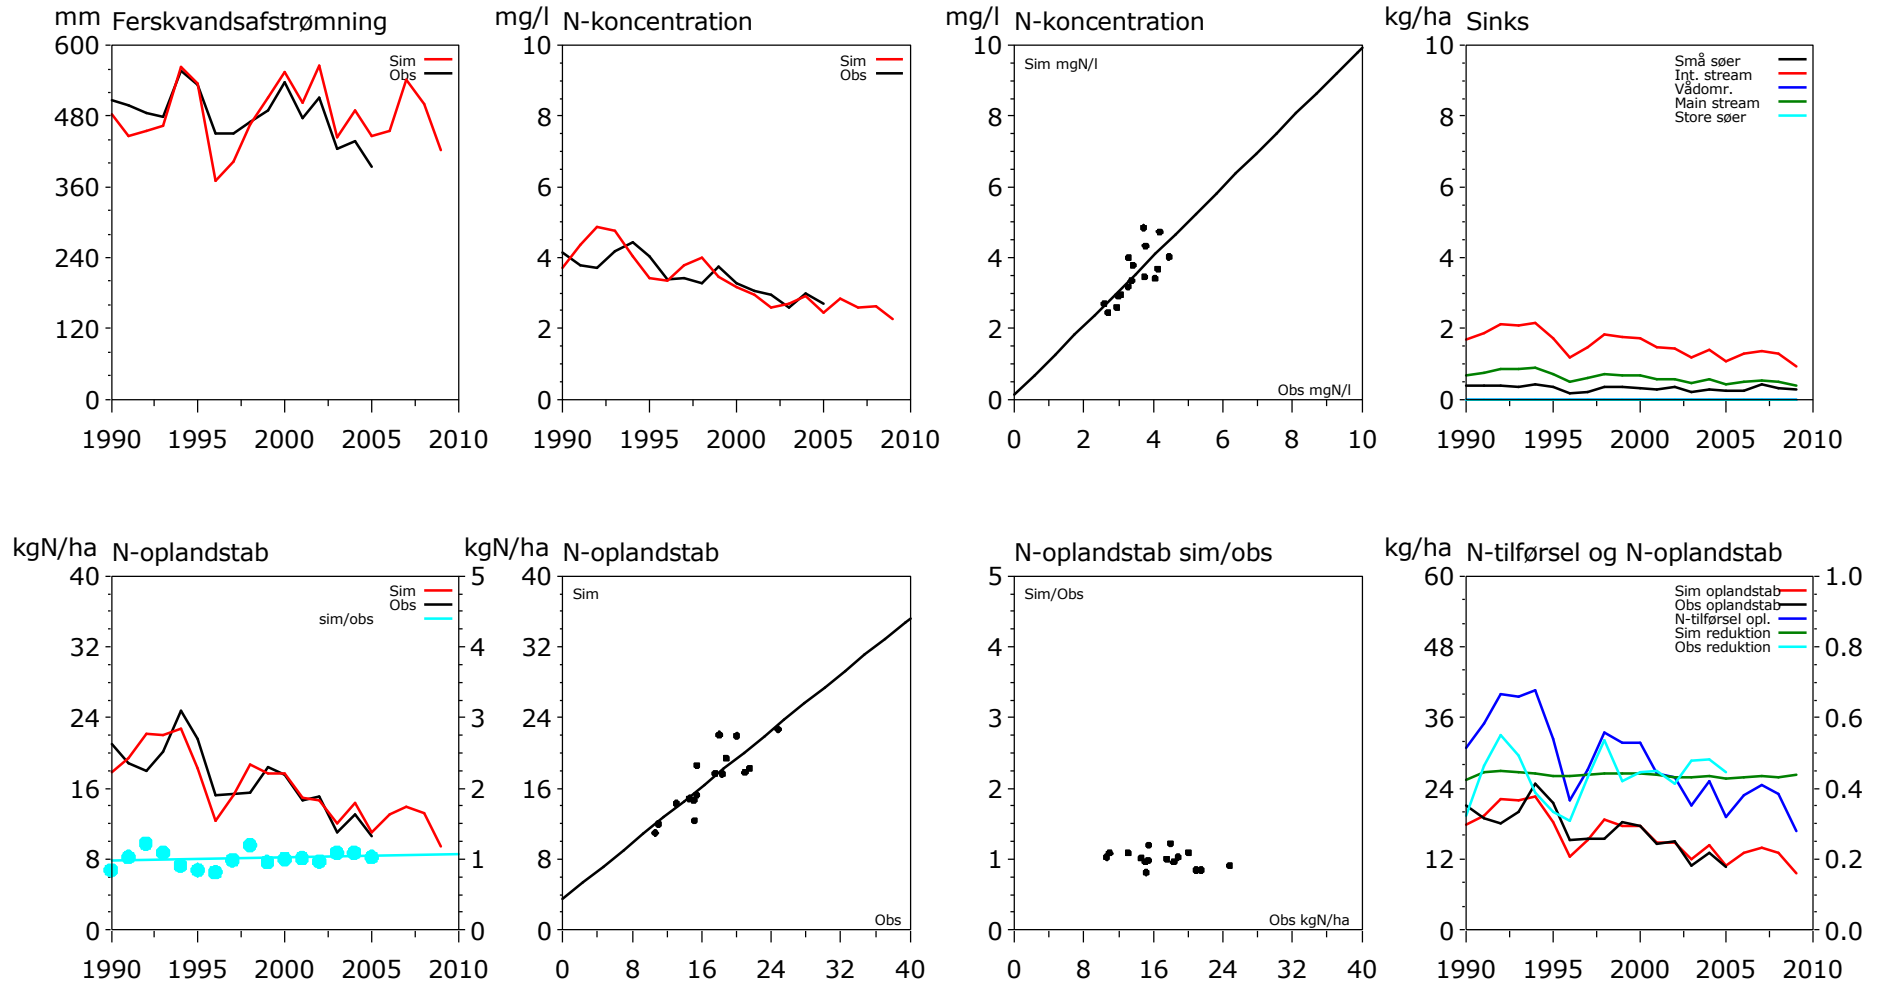 mm Ferskvandsafstrømning
600
480
360
240
120
0
1990 1995 2000 2005 2010
Sim
Obs
mg/l N-koncentration
10
8
6
4
2
0
1990 1995 2000 2005 2010
Sim
Obs
mg/l N-koncentration
10
8
6
4
2
0
0 2 4 6 8 10
Sim mgN/l
Obs mgN/l
kg/ha Sinks
10
8
6
4
2
0
1990 1995 2000 2005 2010
Små søer
Int. stream
Vådomr.
Main stream
Store søer
kgN/ha N-oplandstab
40
32
24
16
8
0
1990 1995 2000 2005 2010
Sim
Obs
sim/obs
5
4
3
2
1
0
kgN/ha N-oplandstab
40
32
24
16
8
0
0 8 16 24 32 40
Sim
Obs
N-oplandstab sim/obs
5
4
3
2
1
0
0 8 16 24 32 40
Sim/Obs
Obs kgN/ha
kg/ha N-tilførsel og N-oplandstab
60
48
36
24
12
0
1990 1995 2000 2005 2010
Sim oplandstab
Obs oplandstab
N-tilførsel opl.
Sim reduktion
Obs reduktion
1.0
0.8
0.6
0.4
0.2
0.0